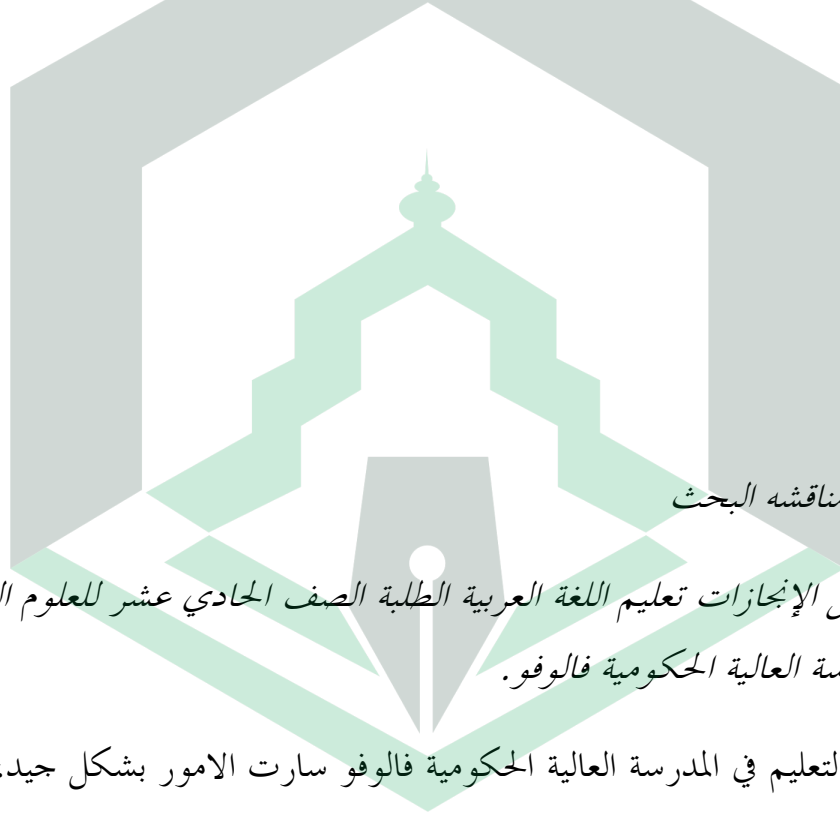 مناقشه البحث
الإنجازات تعليم اللغة العربية الطلبة الصف الحادي عشر للعلوم
العالية الحكومية فالوفو.
التعليم في المدرسة العالية الحكومية فالوفو سارت الامور بشكل جيد